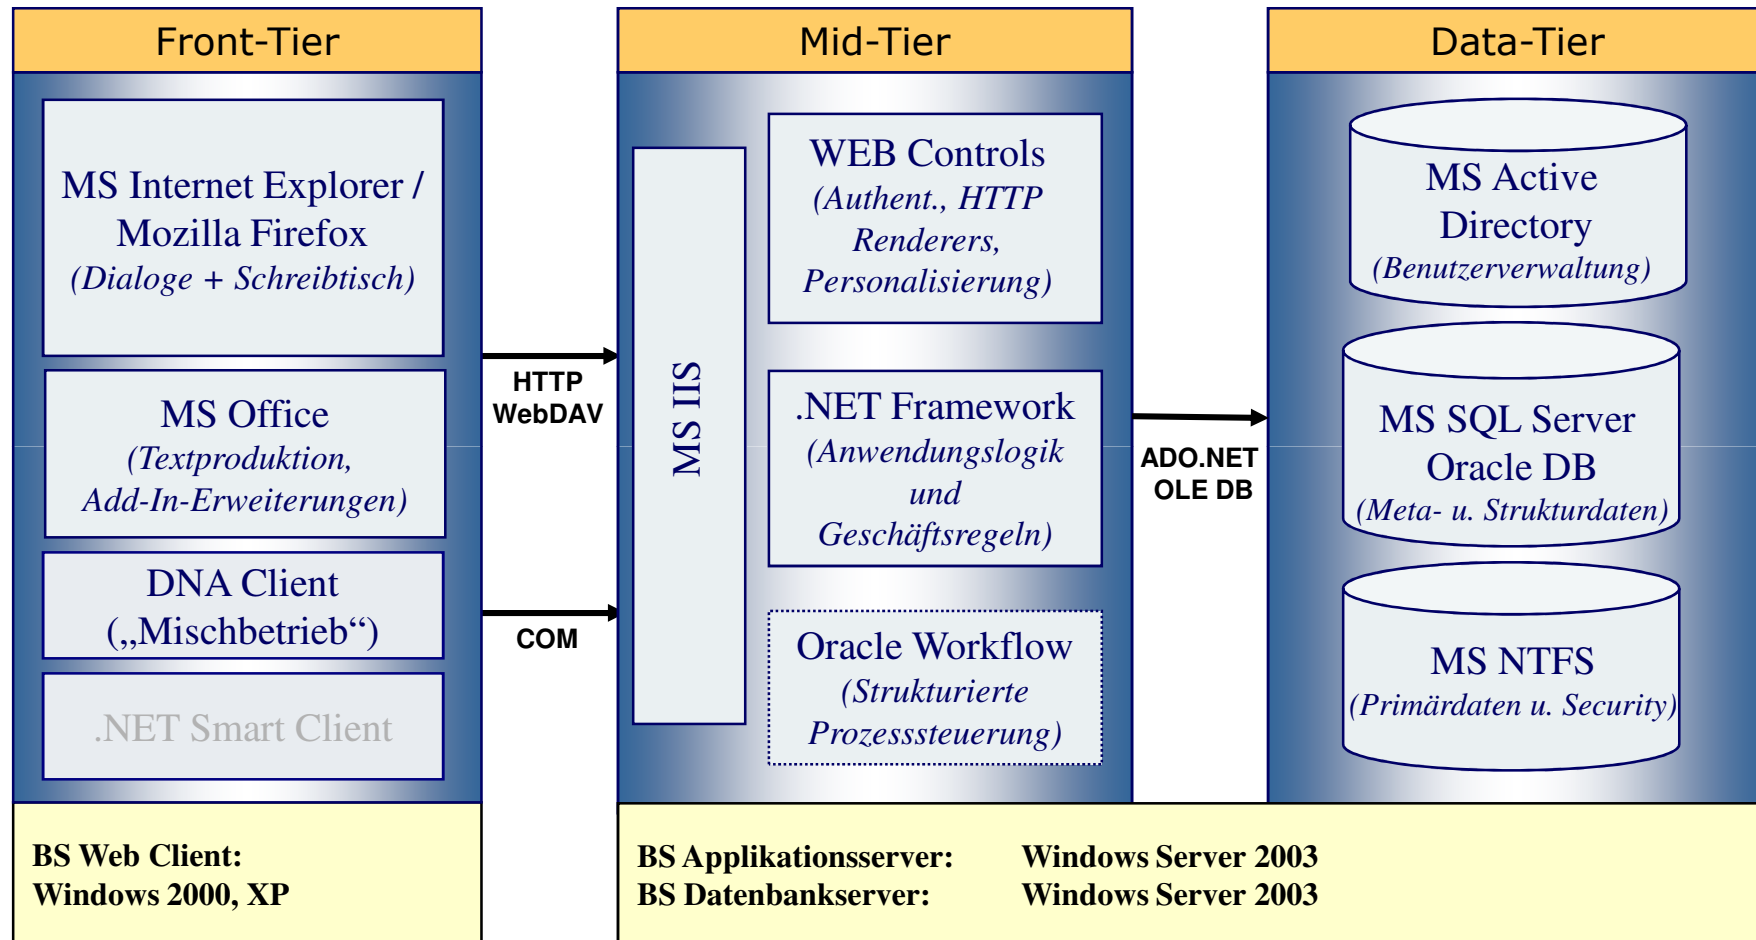 Front-Tier
MS Internet Explorer /
Mozilla Firefox
(Dialoge + Schreibtisch)
MS Office
(Textproduktion,
Add-In-Erweiterungen)
DNA Client
(„Mischbetrieb“)
.NET Smart Client
BS Web Client:
Windows 2000, XP
HTTP
WebDAV
COM
Mid-Tier
MS IIS
WEB Controls
(Authent., HTTP
Renderers,
Personalisierung)
.NET Framework
(Anwendungslogik
und
Geschäftsregeln)
Oracle Workflow
(Strukturierte
Prozesssteuerung)
ADO.NET
OLE DB
Data-Tier
MS Active
Directory
(Benutzerverwaltung)
MS SQL Server
Oracle DB
(Meta- u. Strukturdaten)
MS NTFS
(Primärdaten u. Security)
BS Applikationsserver: Windows Server 2003
BS Datenbankserver: Windows Server 2003